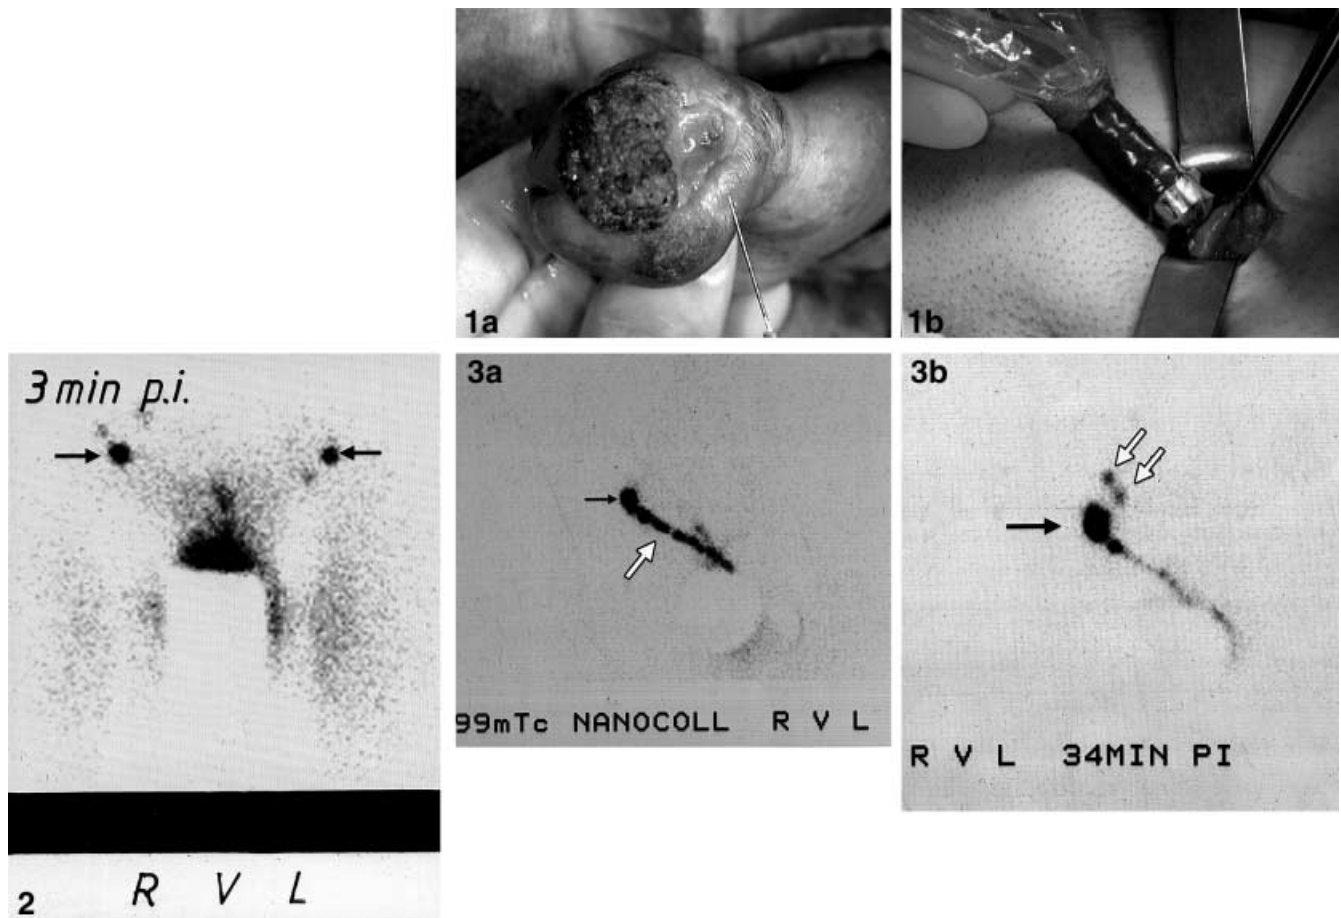 1a
1b
3 min p.i.
R V L
2
3a
99mTc NANOCOLL R V L
3b
R V L 34MIN PI